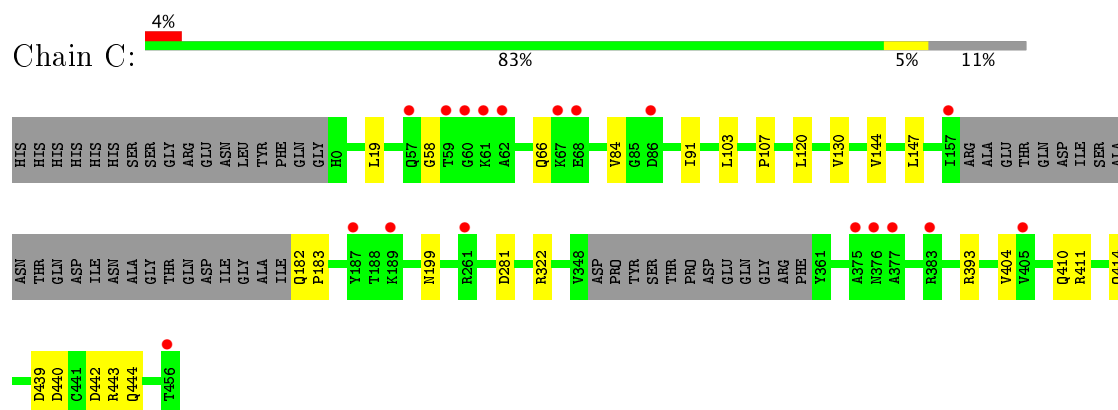 4%
Chain C:
83% 5% 11%
HIS HIS HIS HIS HIS HIS SER SER GLY ARG GLU ASN LEU TYR PHE GLN GLY H0 L19 Q57 G58 T59 G60 K61 A62 Q66 K67 E68 V84 G85 D86 I91 L103 P107 L120 V130 V144 L147 I157 ARG ALA GLU THR GLN ASP ILE SER ALA
ASN THR GLN ASP ILE ASN ALA GLY THR GLN ASP ILE GLY ALA ILE Q182 P183 Y187 T188 K189 N199 R261 D281 R322 V348 ASP PRO TYR SER THR PRO ASP GLU GLN GLY ARG PHE Y361 A375 N376 A377 R383 R393 V404 V405 Q410 R411 Q414
D439 D440 C441 D442 R443 Q444 T456